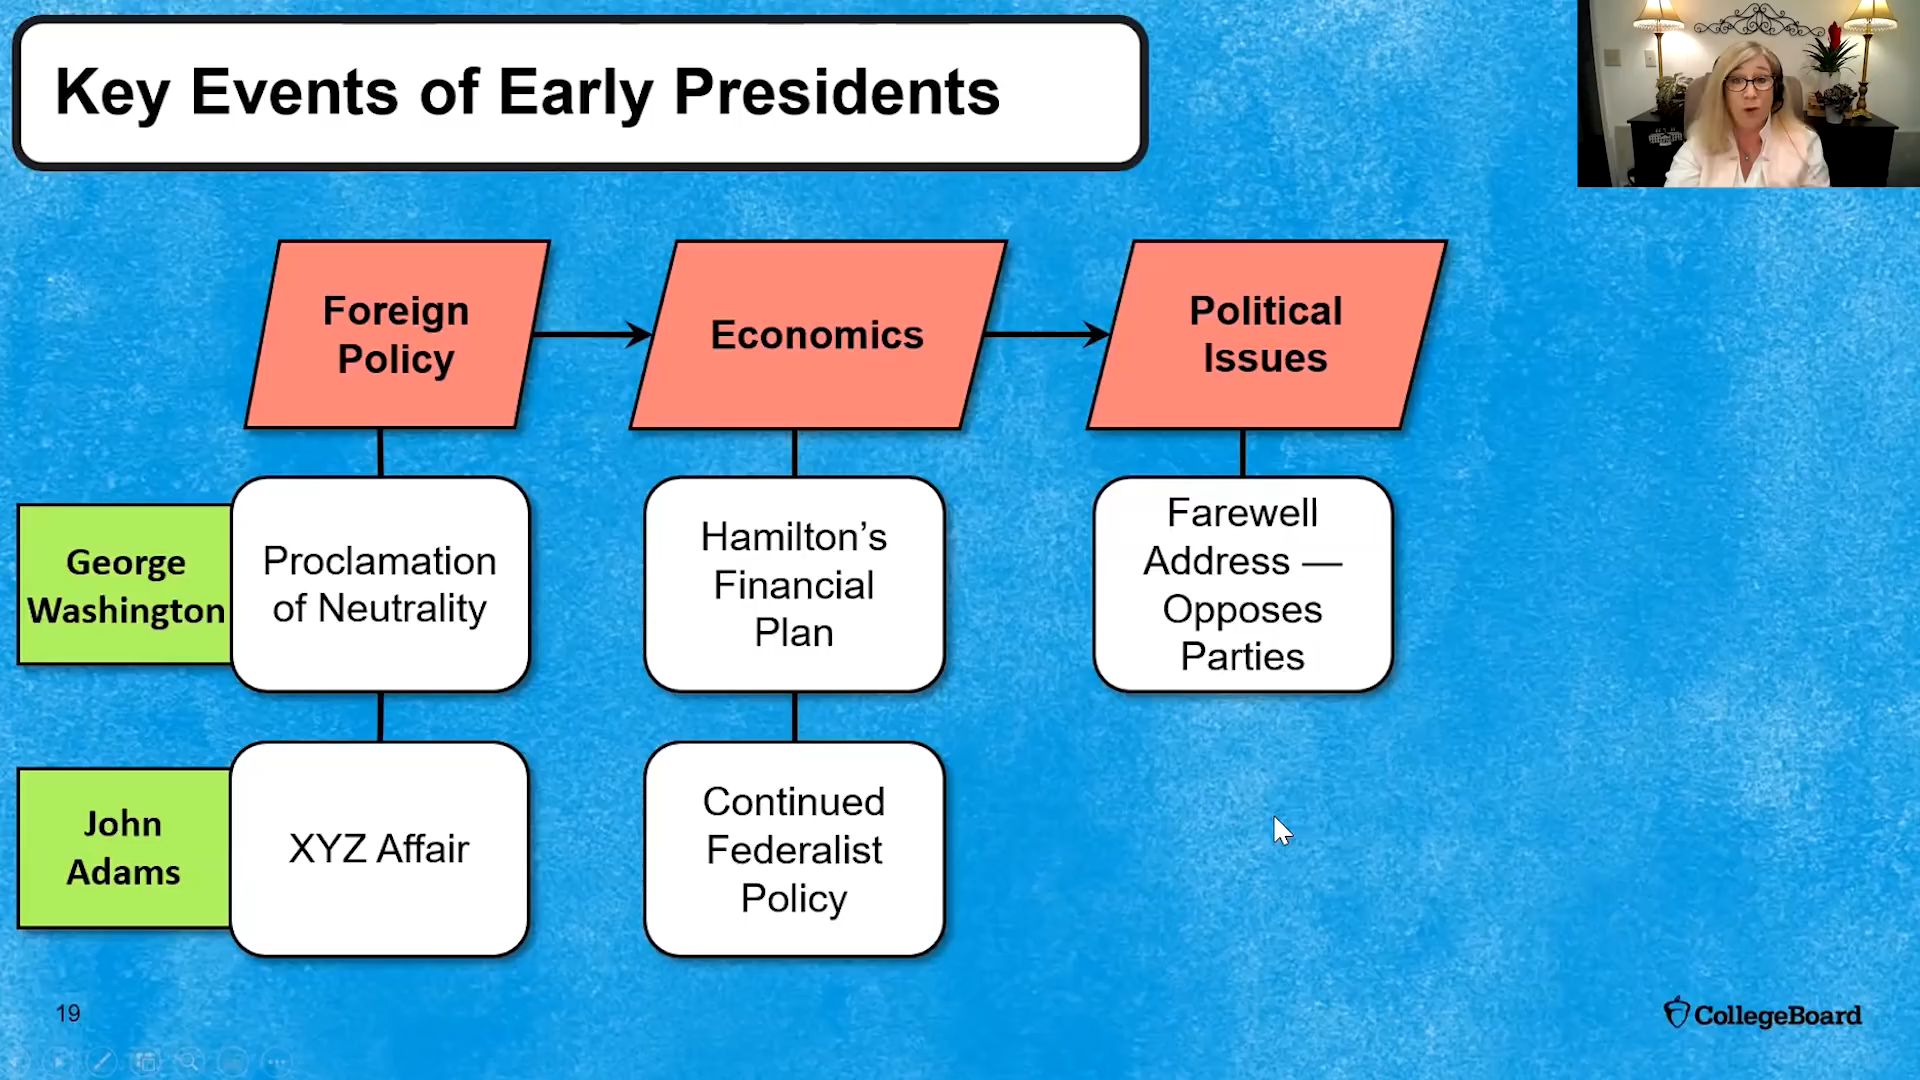 Key Events of Early Presidents
Foreign
Policy
Economics
Political
Issues
George
Washington
Proclamation
of Neutrality
Hamilton’s
Financial
Plan
Farewell
Address —
Opposes
Parties
John
Adams
XYZ Affair
Continued
Federalist
Policy
19
CollegeBoard